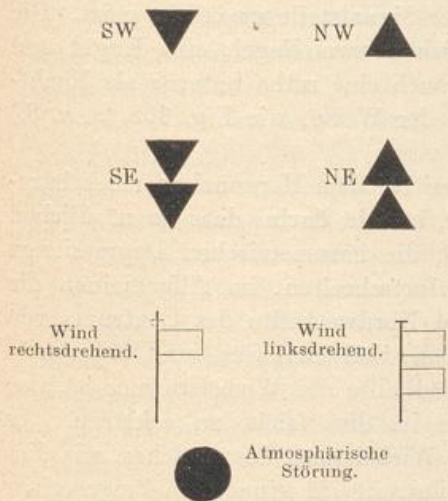 SW
NW
SE
NE
Wind
rechtsdrehend.
Wind
linksdrehend.
Atmosphärische
Störung.